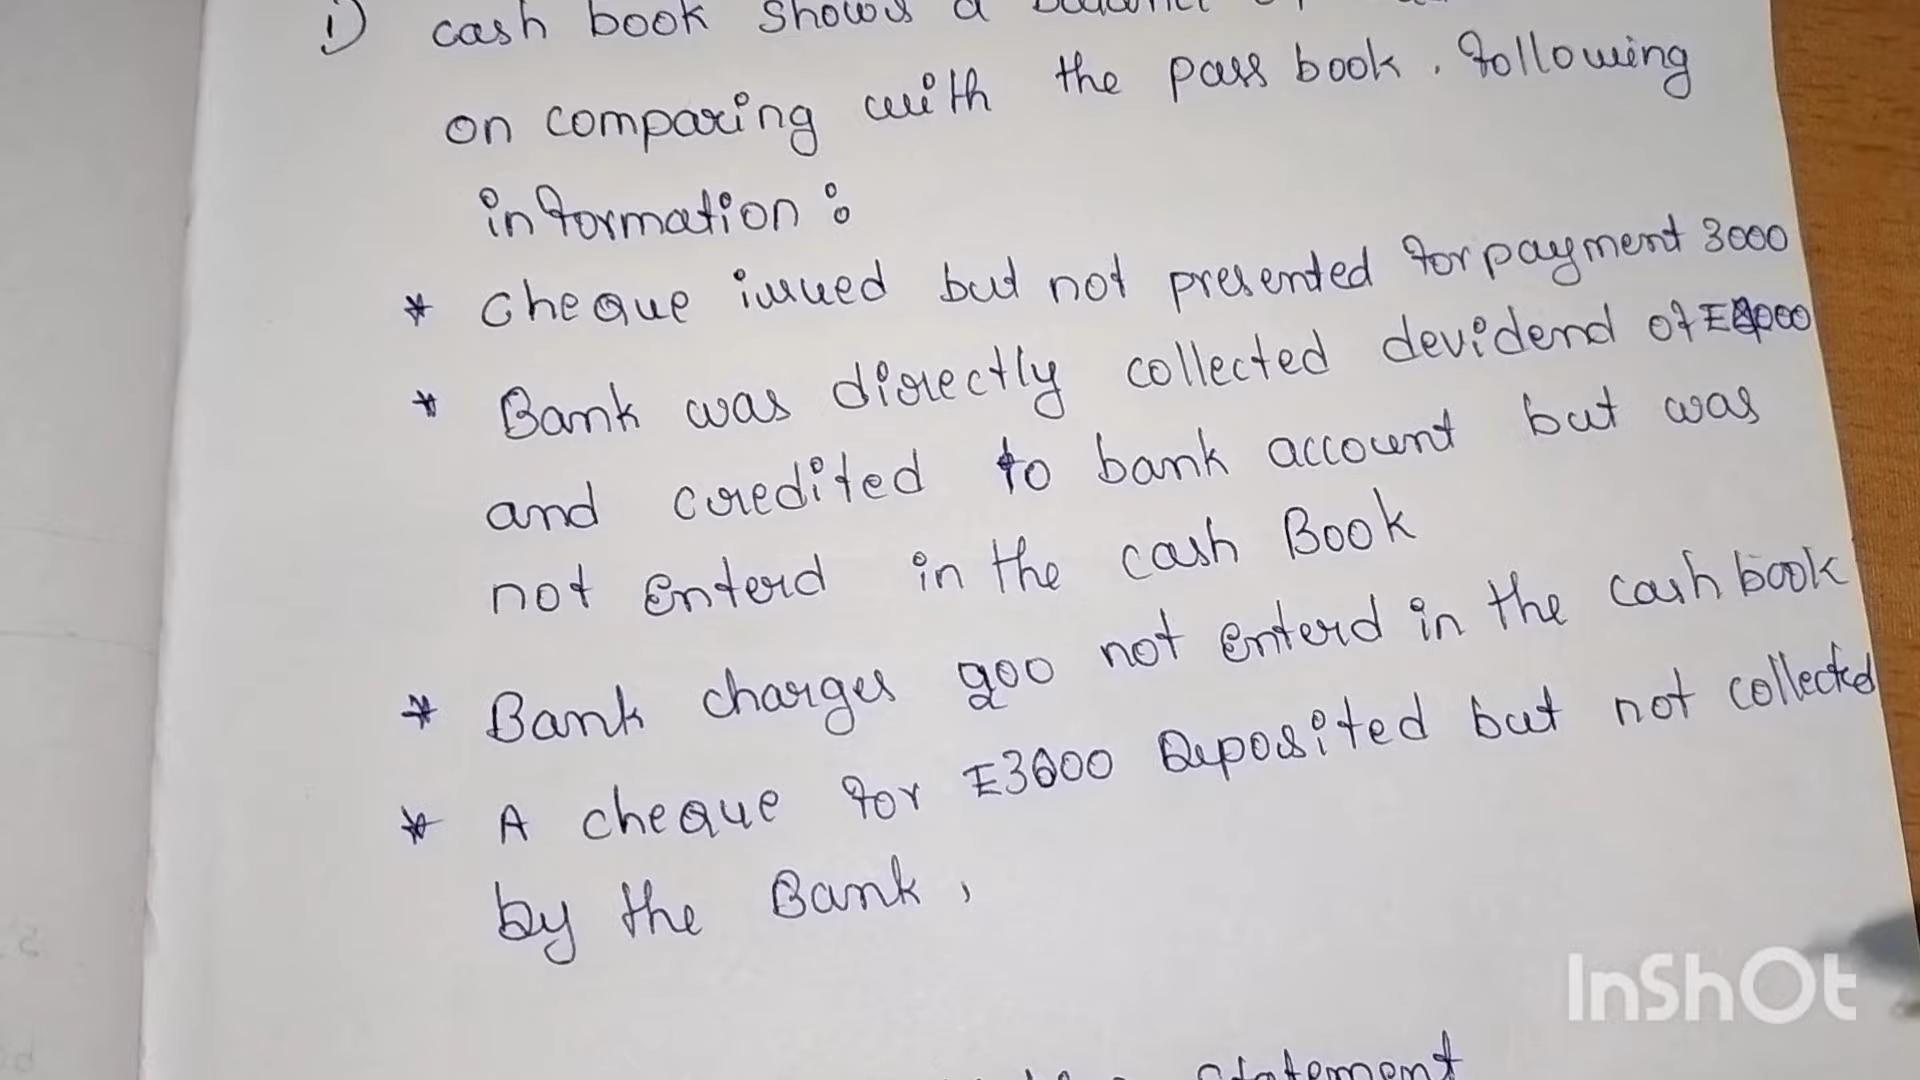 i) cash book shows a
on comparing with the pass book. following
information :
* cheque issued but not presented for payment 3000
* Bank was directly collected devidend of
and credited to bank account but was
not enterd in the cash Book
* Bank charges 900 not enterd in the cash book
* A cheque for Deposited but not collected
by the Bank,
statement
InShOt